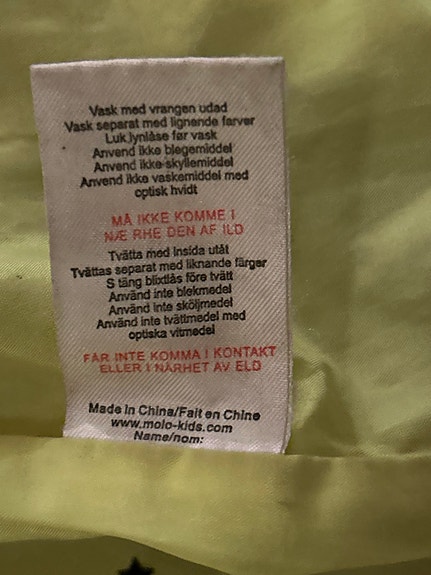 Vask med vrangen udad
Vask separat med lignende farver
Luk lynlåse før vask
Anvend ikke blegemiddel
Anvend ikke skyllemiddel
Anvend ikke vaskemiddel med
optisk hvidt
MÅ IKKE KOMME I
NÆ RHE DEN AF ILD
Tvätta med insida utåt
Tvättas separat med liknande färger
S täng blixtlås före tvätt
Använd inte blekmedel
Använd inte sköljmedel
Använd inte tvättmedel med
optiska vitmedel
FÅR INTE KOMMA I KONTAKT
ELLER I NÄRHET AV ELD
Made in China/Fait en Chine
www.molo-kids.com
Name/nom: